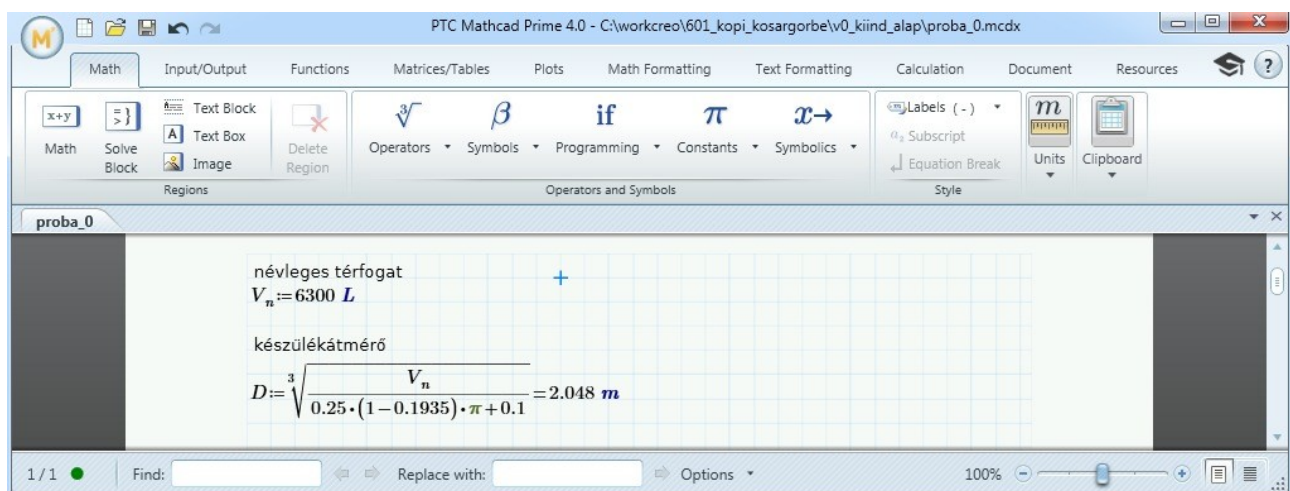 PTC Mathcad Prime 4.0 - C:\workcreo\601_kopi_kosargorbe\v0_kiind_alap\proba_0.mcdx
Math Input/Output Functions Matrices/Tables Plots Math Formatting Text Formatting Calculation Document Resources
x+y Math
Solve Block
Text Block
A Text Box
Image
Delete Region
Regions
∛ Operators
β Symbols
if Programming
π Constants
x→ Symbolics
Operators and Symbols
Labels (-)
Subscript
Equation Break
Style
m Units
Clipboard
proba_0
névleges térfogat
V_n:=6300 L
készülékátmérő
D:=∛(V_n/(0.25·(1−0.1935)·π+0.1))=2.048 m
1/1 Find: Replace with: Options 100%